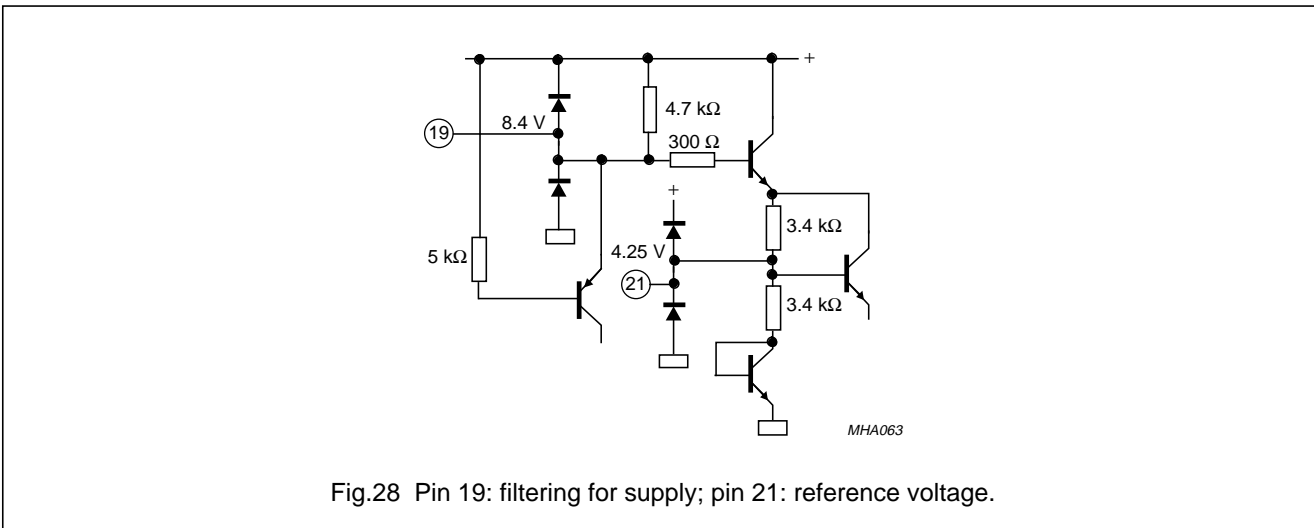 +
4.7 kΩ
8.4 V
19
300 Ω
+
3.4 kΩ
5 kΩ
4.25 V
21
3.4 kΩ
MHA063
Fig.28 Pin 19: filtering for supply; pin 21: reference voltage.